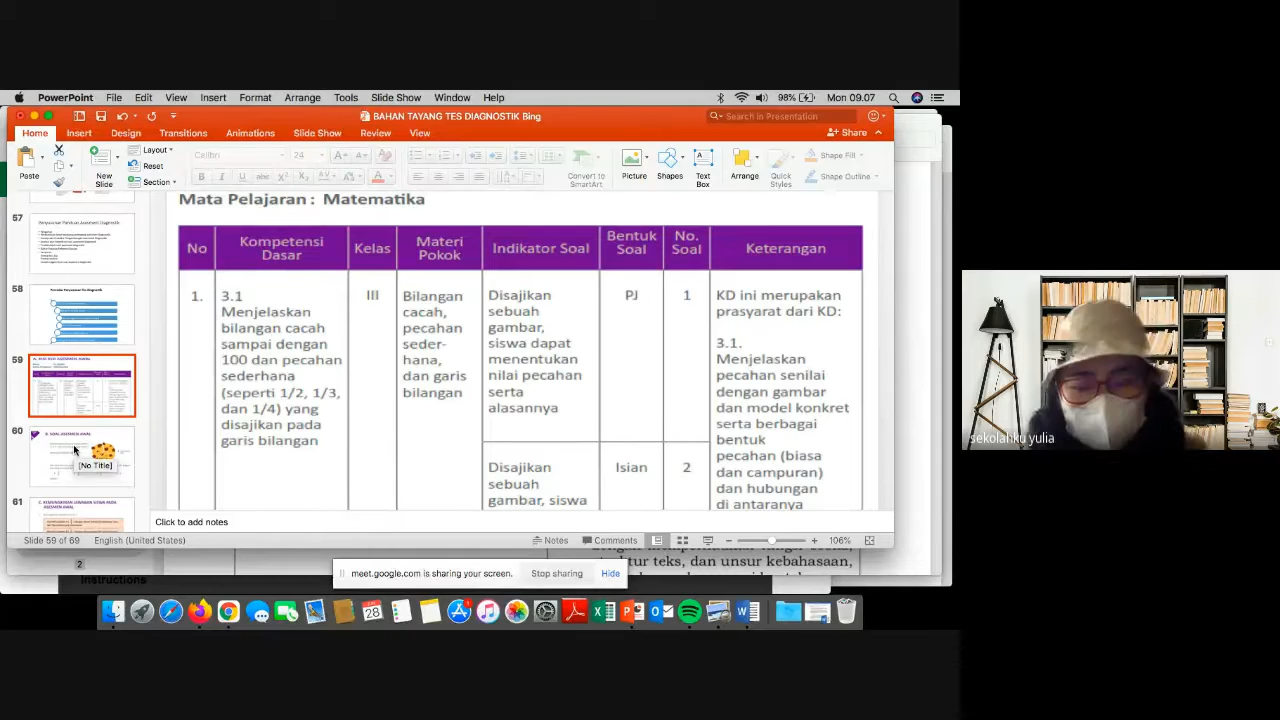 PowerPoint File Edit View Insert Format Arrange Tools Slide Show Window Help 98% Mon 09.07
BAHAN TAYANG TES DIAGNOSTIK Bing
Search in Presentation
Home Insert Design Transitions Animations Slide Show Review View Share
Paste
New Slide
Layout
Reset
Section
Calibri 24
Convert to SmartArt
Picture
Shapes
Text Box
Arrange
Quick Styles
Shape Fill
Shape Outline
57
58
59
60
[No Title]
61
Mata Pelajaran : Matematika
No
Kompetensi
Dasar
Kelas
Materi
Pokok
Indikator Soal
Bentuk
Soal
No.
Soal
Keterangan
1.
3.1
Menjelaskan
bilangan cacah
sampai dengan
100 dan pecahan
sederhana
(seperti 1/2, 1/3,
dan 1/4) yang
disajikan pada
garis bilangan
III
Bilangan
cacah,
pecahan
seder-
hana,
dan garis
bilangan
Disajikan
sebuah
gambar,
siswa dapat
menentukan
nilai pecahan
serta
alasannya
PJ
1
KD ini merupakan
prasyarat dari KD:
3.1.
Menjelaskan
pecahan senilai
dengan gambar
dan model konkret
serta berbagai
bentuk
pecahan (biasa
dan campuran)
dan hubungan
di antaranya
Disajikan
sebuah
gambar, siswa
Isian
2
Click to add notes
Slide 59 of 69 English (United States) Notes Comments 106%
2
Instructions
teks, dan unsur kebahasaan,
meet.google.com is sharing your screen. Stop sharing Hide
28
sekolahku yulia